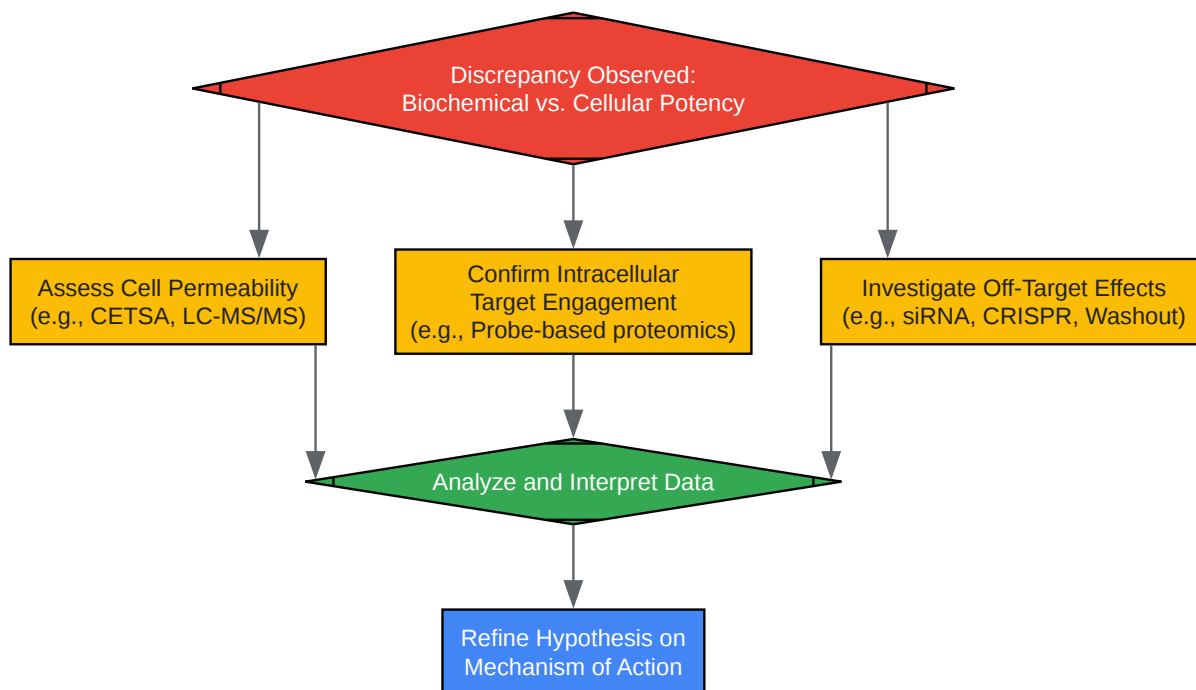 Discrepancy Observed:
Biochemical vs. Cellular Potency
Assess Cell Permeability
(e.g., CETSA, LC-MS/MS)
Confirm Intracellular
Target Engagement
(e.g., Probe-based proteomics)
Investigate Off-Target Effects
(e.g., siRNA, CRISPR, Washout)
Analyze and Interpret Data
Refine Hypothesis on
Mechanism of Action